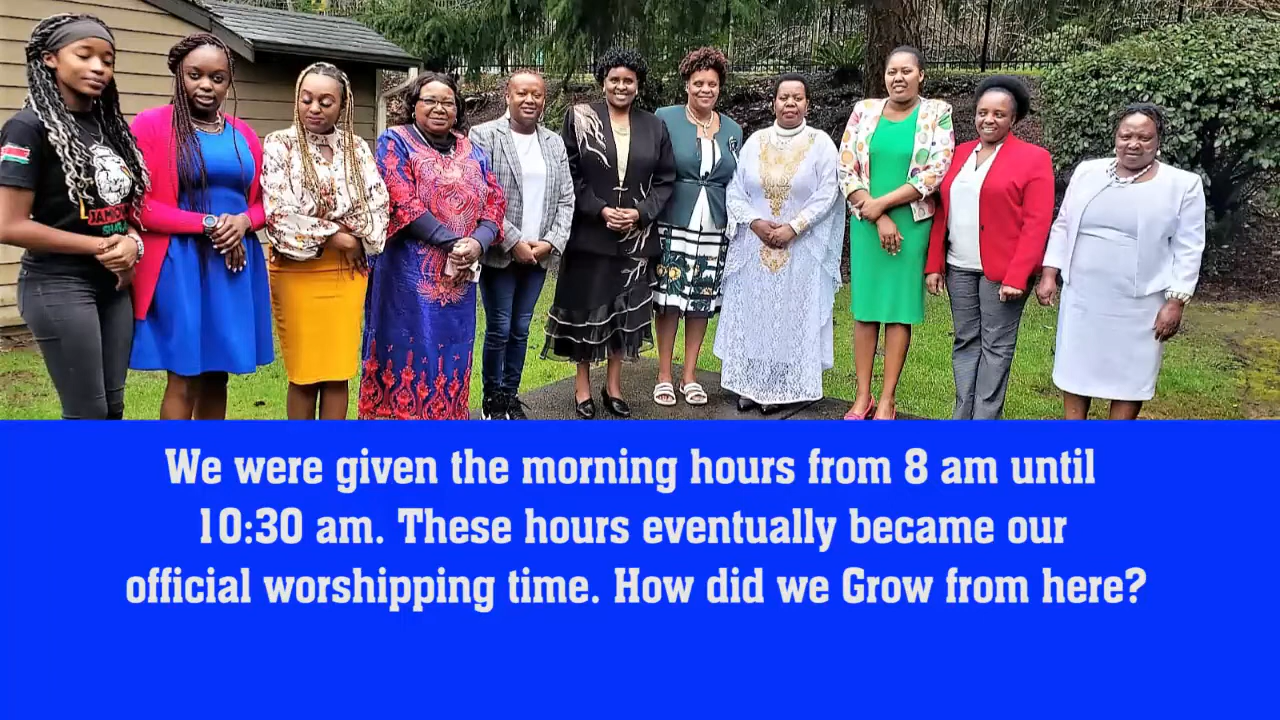 We were given the morning hours from 8 am until
10:30 am. These hours eventually became our
official worshipping time. How did we Grow from here?